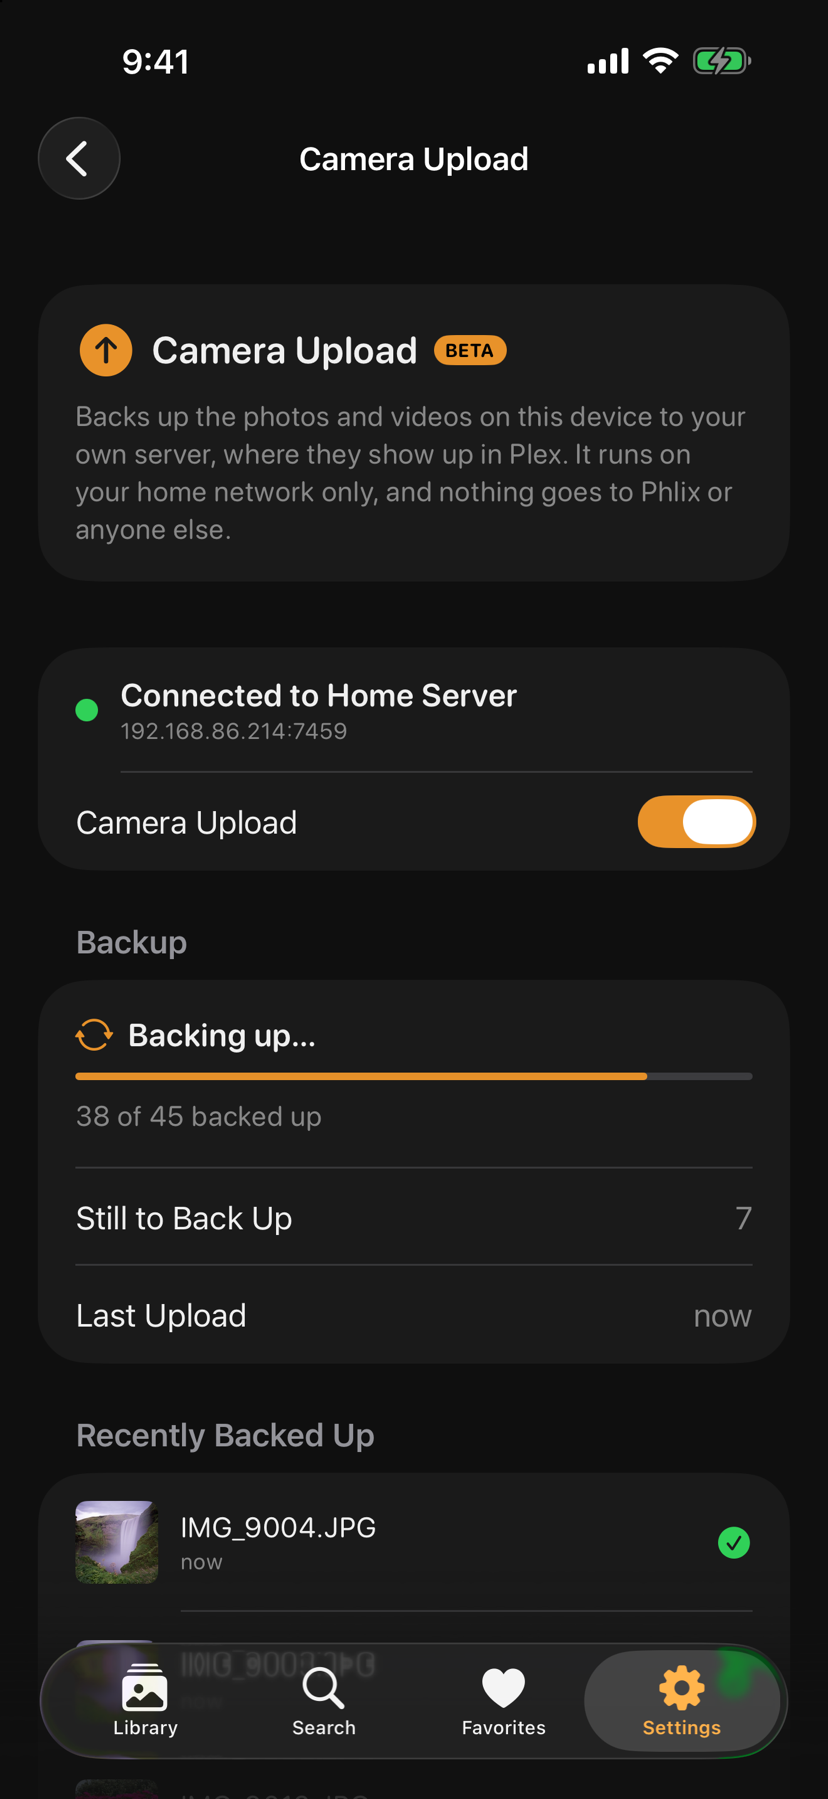 9:41
Camera Upload
Camera Upload BETA
Backs up the photos and videos on this device to your
own server, where they show up in Plex. It runs on
your home network only, and nothing goes to Phlix or
anyone else.
Connected to Home Server
192.168.86.214:7459
Camera Upload
Backup
Backing up...
38 of 45 backed up
Still to Back Up 7
Last Upload now
Recently Backed Up
IMG_9004.JPG
now
Library Search Favorites Settings